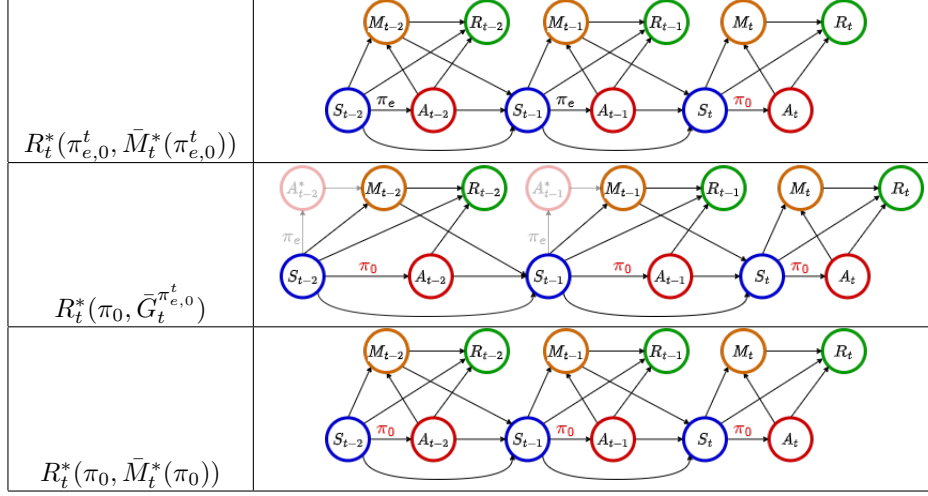 M_{t-2} R_{t-2} M_{t-1} R_{t-1} M_t R_t
S_{t-2} π_e A_{t-2} S_{t-1} π_e A_{t-1} S_t π_0 A_t
R_t^*(π_{e,0}^t, \bar{M}_t^*(π_{e,0}^t))
A_{t-2}^* M_{t-2} R_{t-2} A_{t-1}^* M_{t-1} R_{t-1} M_t R_t
π_e π_e
S_{t-2} π_0 A_{t-2} S_{t-1} π_0 A_{t-1} S_t π_0 A_t
R_t^*(π_0, \bar{G}_t^{π_{e,0}^t})
M_{t-2} R_{t-2} M_{t-1} R_{t-1} M_t R_t
S_{t-2} π_0 A_{t-2} S_{t-1} π_0 A_{t-1} S_t π_0 A_t
R_t^*(π_0, \bar{M}_t^*(π_0))